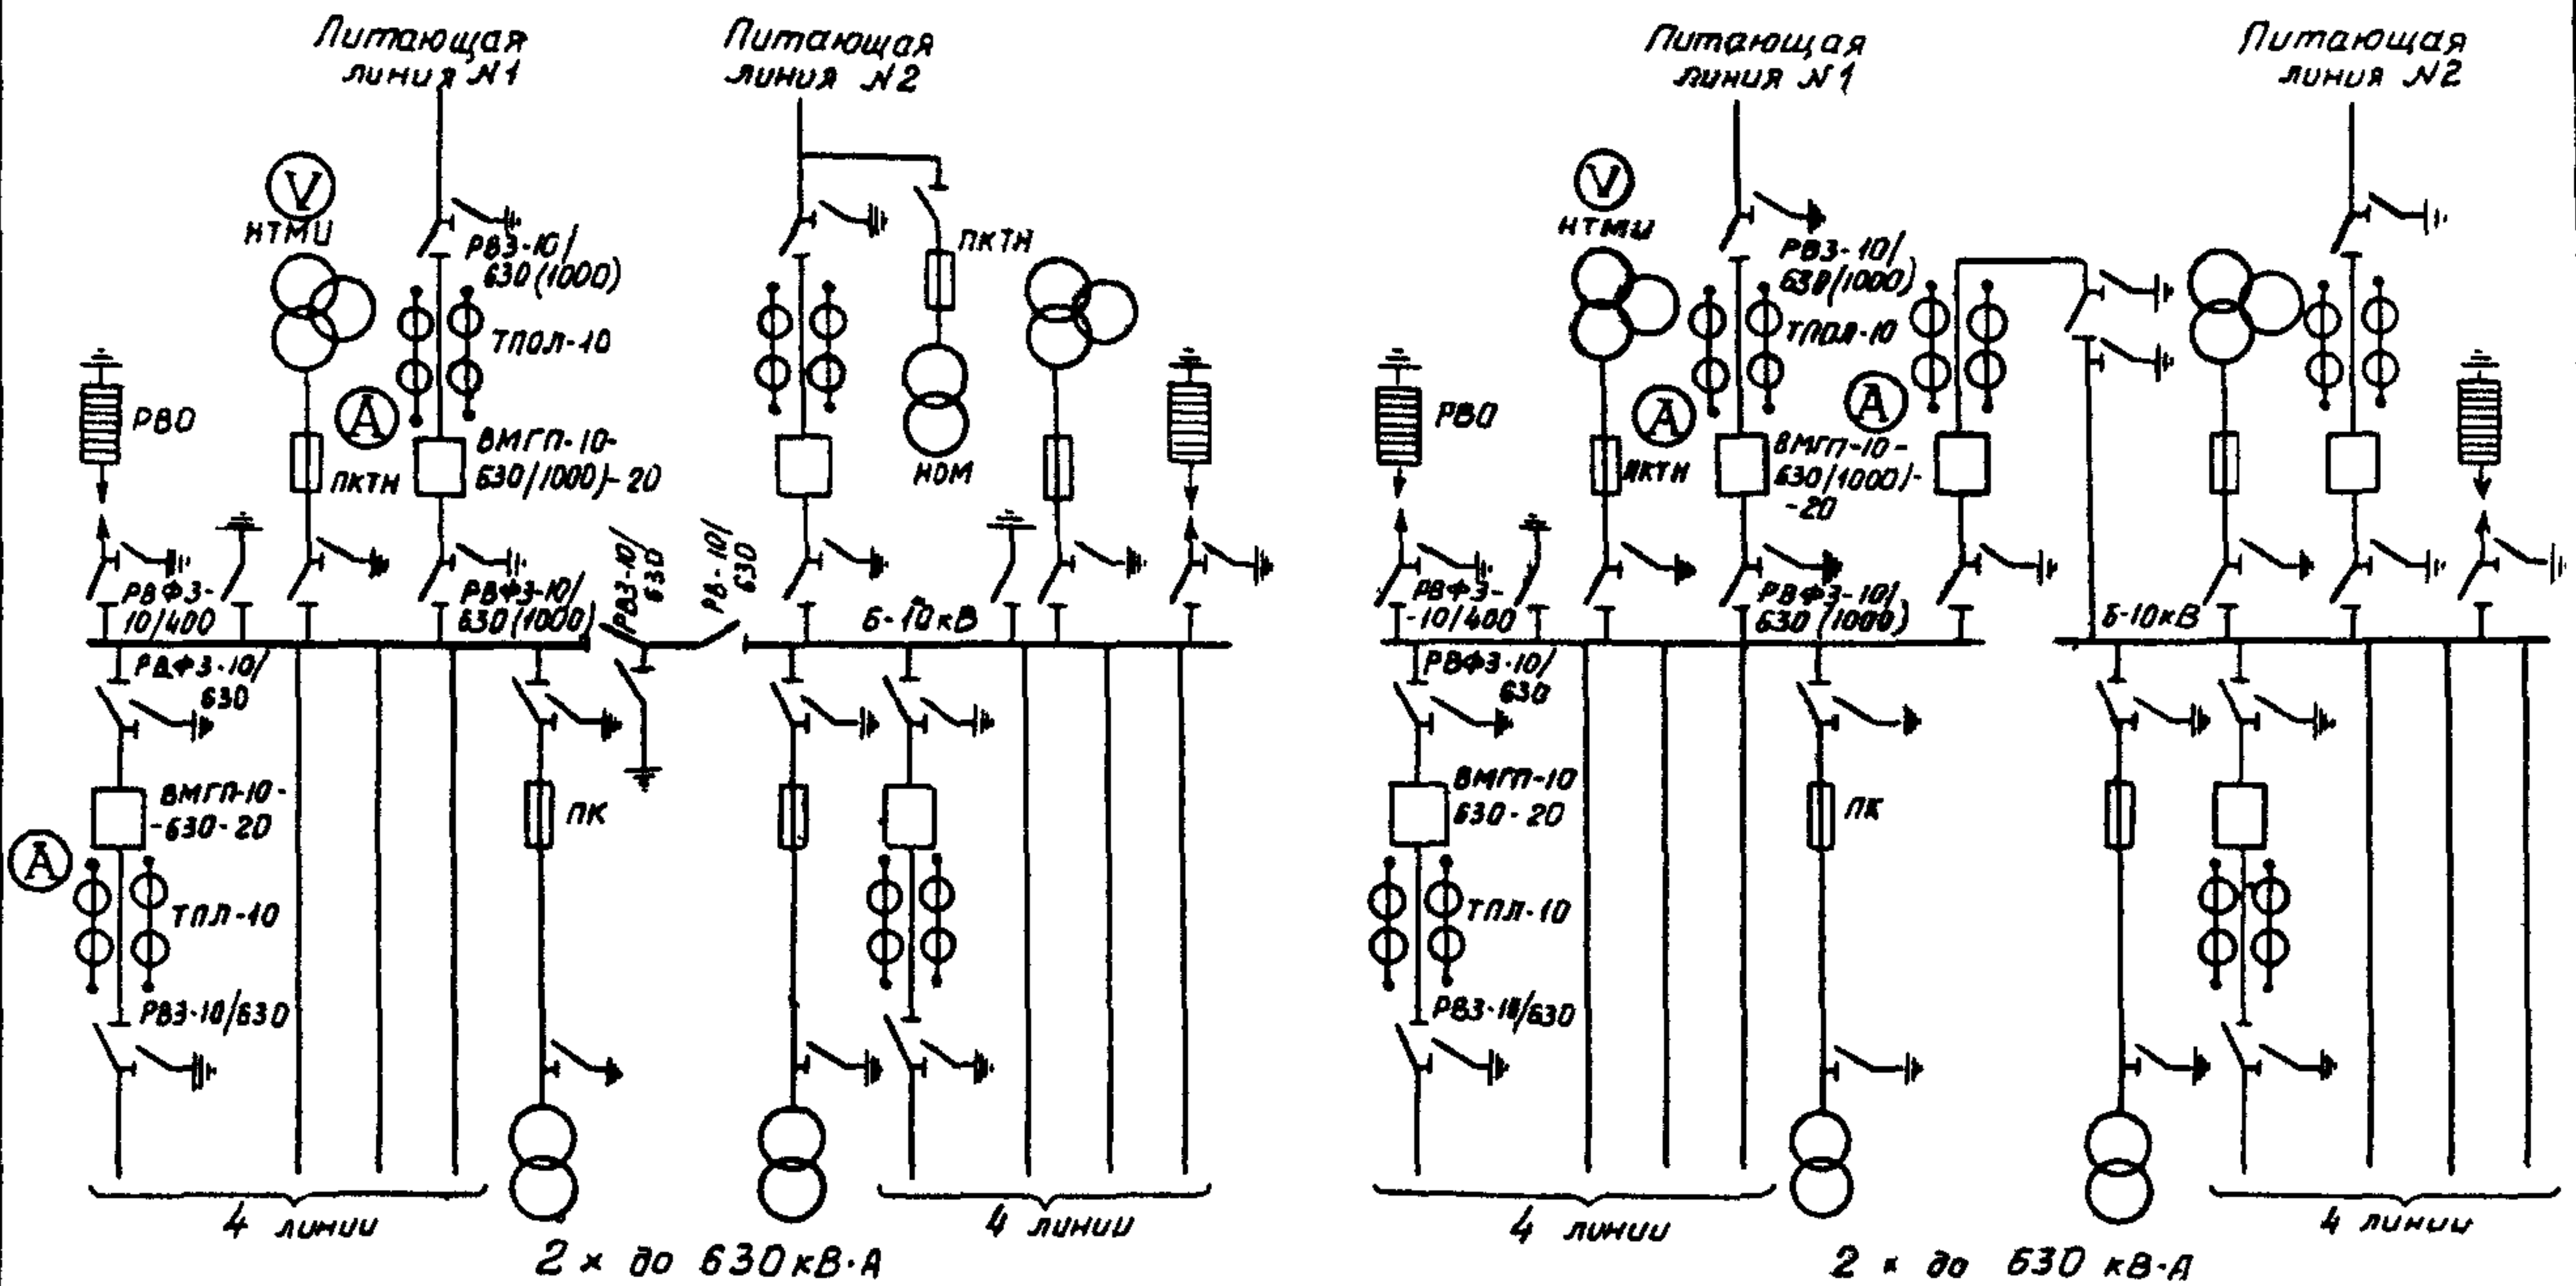 Питающая
линия №1
Питающая
линия №2
V
НТМИ
РВЗ-10/
630(1000)
ПКТН
ТПОЛ-10
РВО
A
ВМГП-10-
630/1000)-20
ПКТН
НОМ
РВЗ-10/
630
РВ-10/
630
РВФЗ-
10/400
РВФЗ-10/
630(1000)
6-10кВ
РВФЗ-10/
630
ВМГП-10-
-630-20
ПК
A
ТПЛ-10
РВЗ-10/630
4 линии
4 линии
2 х до 630 кВ·А
Питающая
линия №1
Питающая
линия №2
V
НТМИ
РВЗ-10/
630/1000)
ТПОЛ-10
РВО
A
A
ВМГП-10-
630/1000)-
-20
ПКТН
РВФЗ-
-10/400
РВФЗ-10/
630 (1000)
6-10кВ
РВФЗ-10/
630
ВМГП-10
630-20
ПК
ТПЛ-10
РВЗ-10/630
4 линии
4 линии
2 х до 630 кВ·А